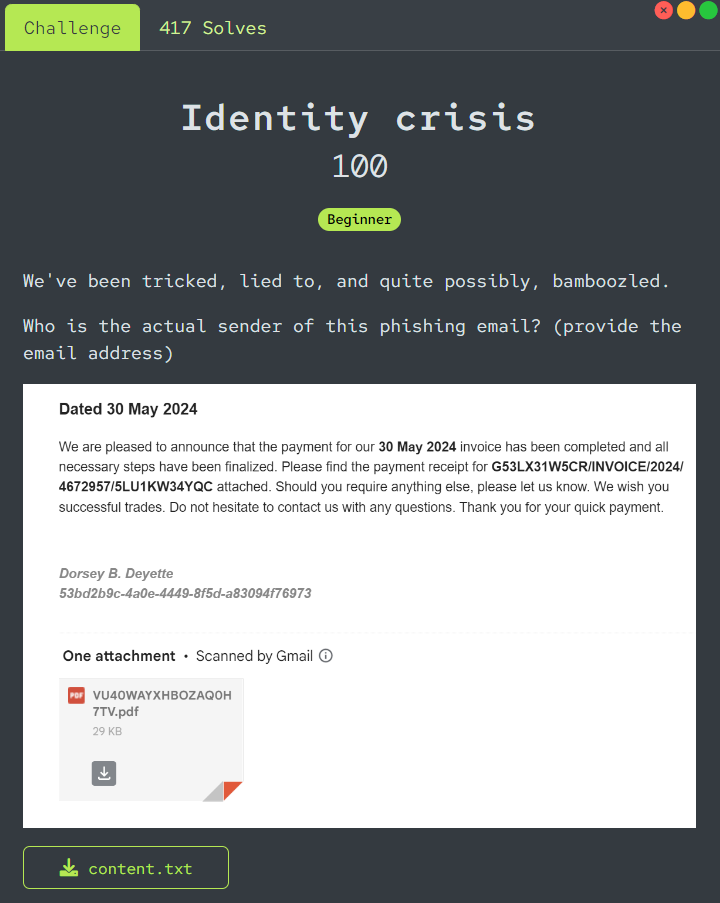 Challenge
417 Solves
Identity crisis
100
Beginner
We've been tricked, lied to, and quite possibly, bamboozled.
Who is the actual sender of this phishing email? (provide the
email address)
Dated 30 May 2024
We are pleased to announce that the payment for our 30 May 2024 invoice has been completed and all
necessary steps have been finalized. Please find the payment receipt for G53LX31W5CR/INVOICE/2024/
4672957/5LU1KW34YQC attached. Should you require anything else, please let us know. We wish you
successful trades. Do not hesitate to contact us with any questions. Thank you for your quick payment.
Dorsey B. Deyette
53bd2b9c-4a0e-4449-8f5d-a83094f76973
One attachment • Scanned by Gmail
PDF VU40WAYXHBOZAQ0H
7TV.pdf
29 KB
content.txt